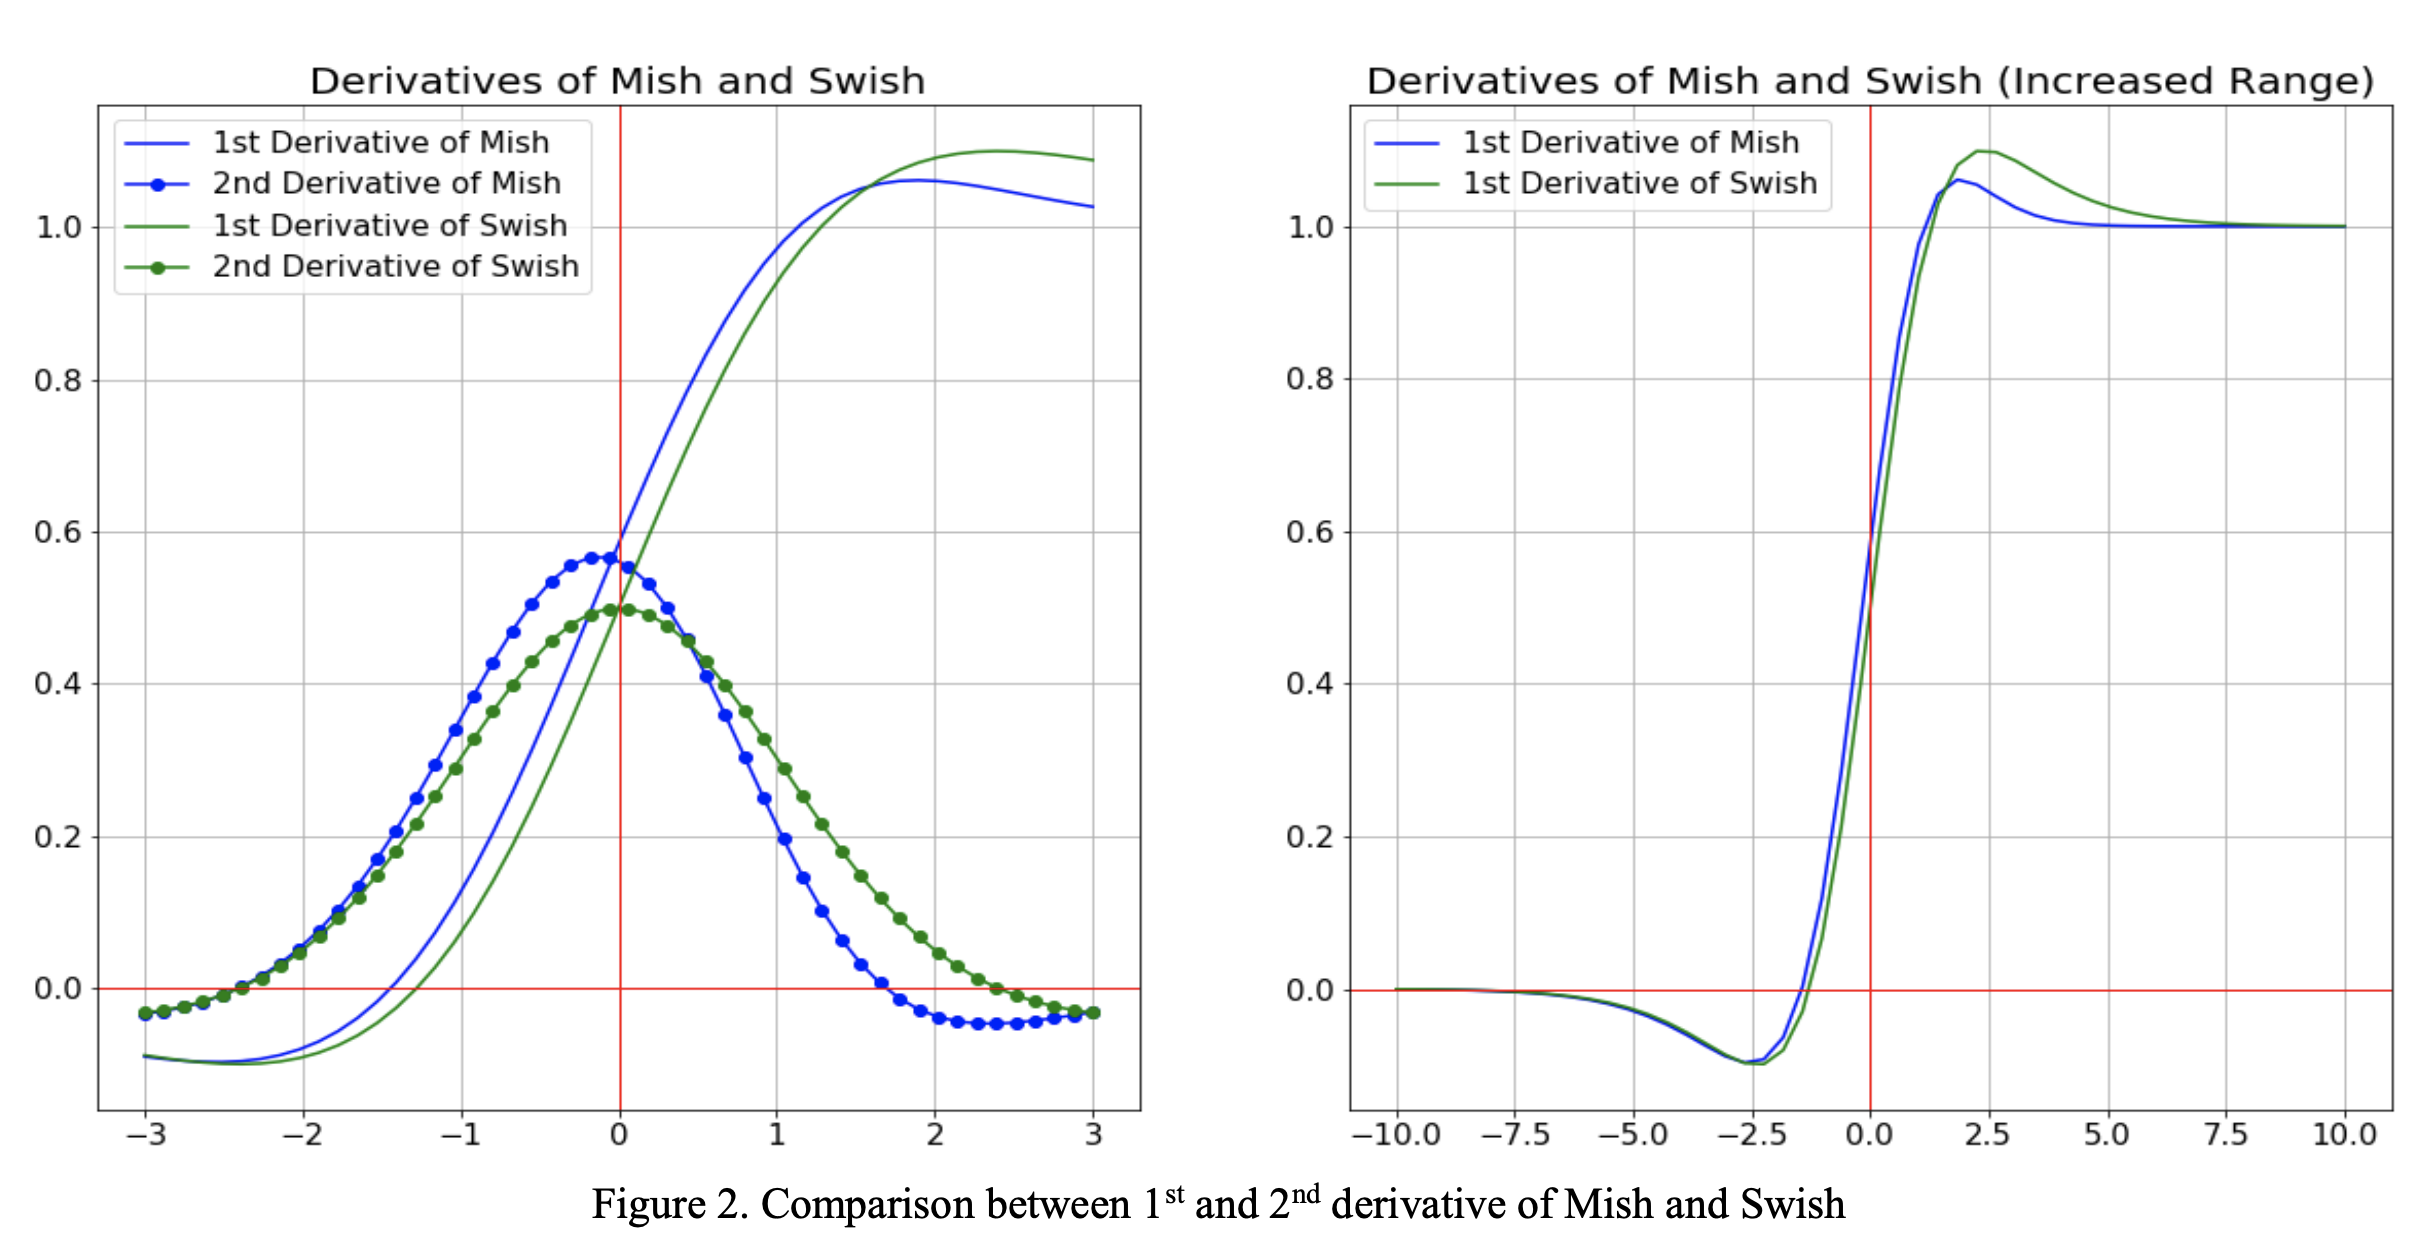 Derivatives of Mish and Swish
1st Derivative of Mish
2nd Derivative of Mish
1st Derivative of Swish
2nd Derivative of Swish
1.0
0.8
0.6
0.4
0.2
0.0
−3 −2 −1 0 1 2 3
Derivatives of Mish and Swish (Increased Range)
1st Derivative of Mish
1st Derivative of Swish
1.0
0.8
0.6
0.4
0.2
0.0
−10.0 −7.5 −5.0 −2.5 0.0 2.5 5.0 7.5 10.0
Figure 2. Comparison between 1st and 2nd derivative of Mish and Swish